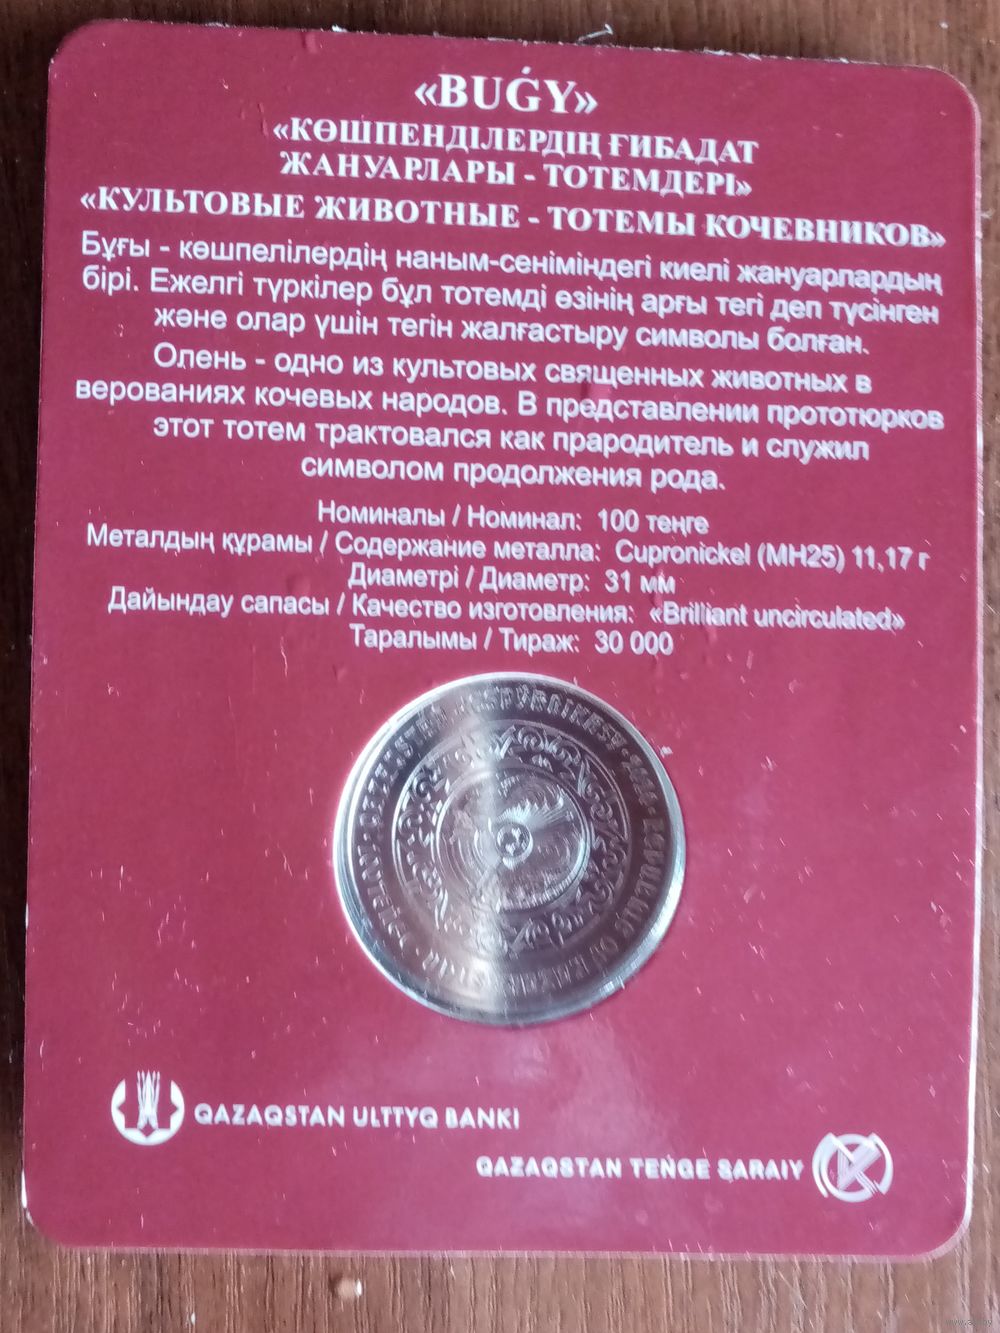 «BUǴY»
«КӨШПЕНДІЛЕРДІҢ ҒИБАДАТ
ЖАНУАРЛАРЫ - ТОТЕМДЕРІ»
«КУЛЬТОВЫЕ ЖИВОТНЫЕ - ТОТЕМЫ КОЧЕВНИКОВ»
Бұғы - көшпелілердің наным-сеніміндегі киелі жануарлардың
бірі. Ежелгі түркілер бұл тотемді өзінің арғы тегі деп түсінген
және олар үшін тегін жалғастыру символы болған.
Олень - одно из культовых священных животных в
верованиях кочевых народов. В представлении прототюрков
этот тотем трактовался как прародитель и служил
символом продолжения рода.
Номиналы / Номинал: 100 теңге
Металдың құрамы / Содержание металла: Cupronickel (МН25) 11,17 г
Диаметрі / Диаметр: 31 мм
Дайындау сапасы / Качество изготовления: «Brilliant uncirculated»
Таралымы / Тираж: 30 000
QAZAQSTAN ULTTYQ BANKI
QAZAQSTAN TENGE SARAIY